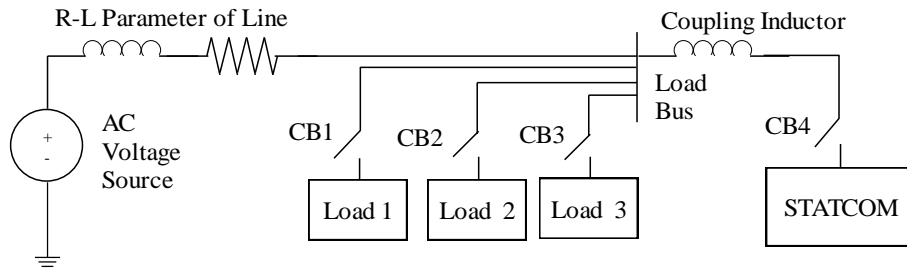 R-L Parameter of Line
Coupling Inductor
+
-
AC
Voltage
Source
CB1
CB2
CB3
Load
Bus
CB4
Load 1
Load 2
Load 3
STATCOM